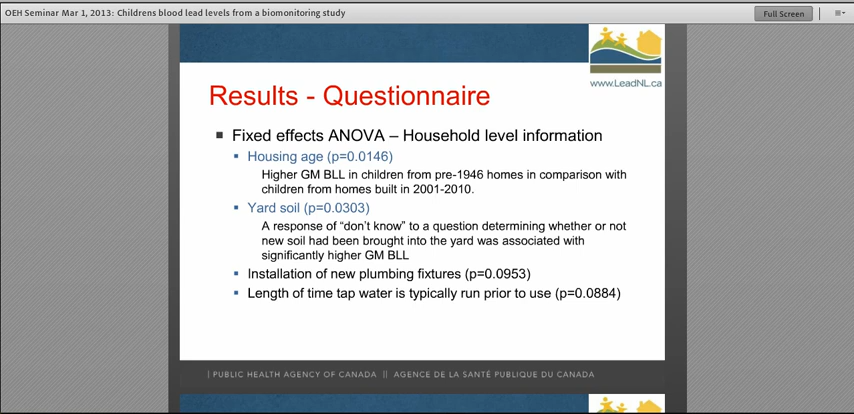 OEH Seminar Mar 1, 2013: Childrens blood lead levels from a biomonitoring study
Full Screen
www.LeadNL.ca
Results - Questionnaire
Fixed effects ANOVA – Household level information
Housing age (p=0.0146)
Higher GM BLL in children from pre-1946 homes in comparison with
children from homes built in 2001-2010.
Yard soil (p=0.0303)
A response of “don’t know” to a question determining whether or not
new soil had been brought into the yard was associated with
significantly higher GM BLL
Installation of new plumbing fixtures (p=0.0953)
Length of time tap water is typically run prior to use (p=0.0884)
| PUBLIC HEALTH AGENCY OF CANADA || AGENCE DE LA SANTÉ PUBLIQUE DU CANADA